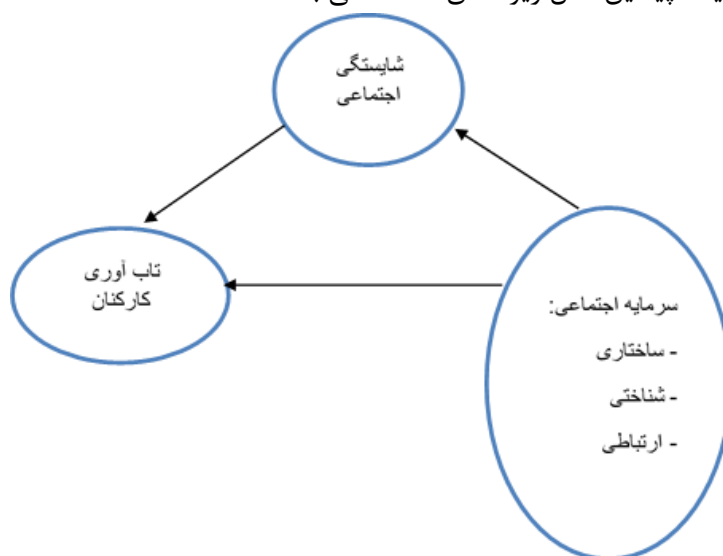 شایستگی
اجتماعی
تاب آوری
کارکنان
سرمایه اجتماعی:
- ساختاری
- شناختی
- ارتباطی